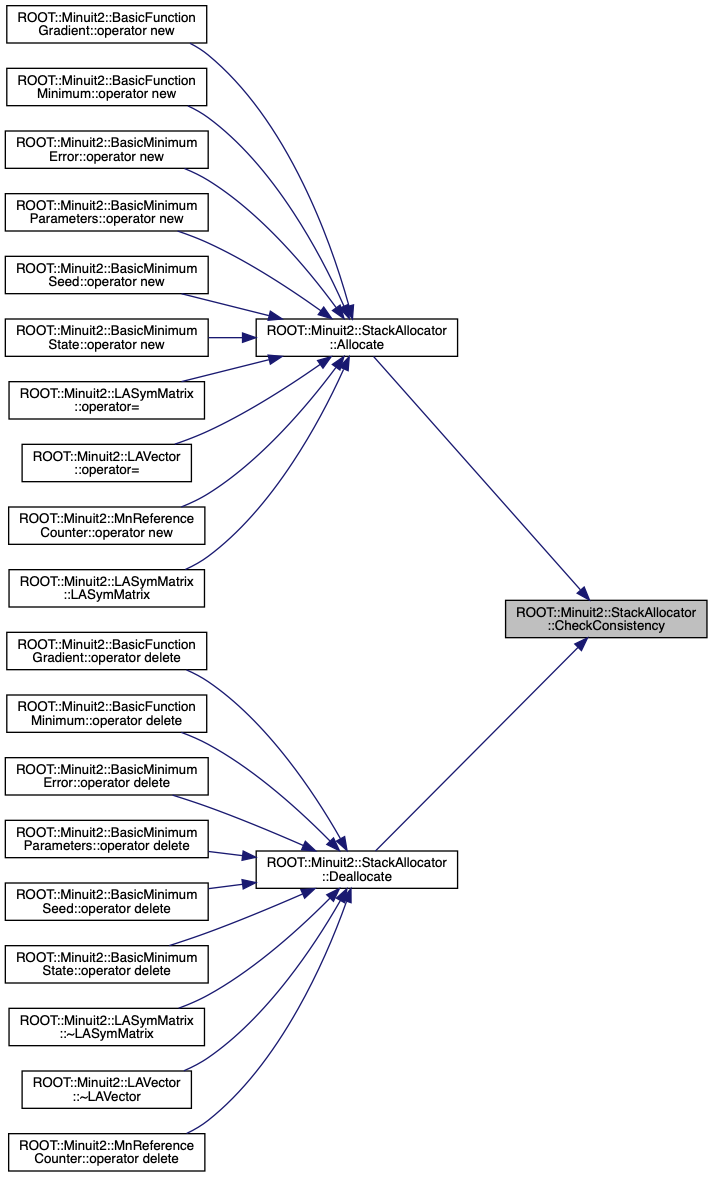 ROOT::Minuit2::BasicFunction
Gradient::operator new
ROOT::Minuit2::BasicFunction
Minimum::operator new
ROOT::Minuit2::BasicMinimum
Error::operator new
ROOT::Minuit2::BasicMinimum
Parameters::operator new
ROOT::Minuit2::BasicMinimum
Seed::operator new
ROOT::Minuit2::BasicMinimum
State::operator new
ROOT::Minuit2::LASymMatrix
::operator=
ROOT::Minuit2::LAVector
::operator=
ROOT::Minuit2::MnReference
Counter::operator new
ROOT::Minuit2::LASymMatrix
::LASymMatrix
ROOT::Minuit2::StackAllocator
::Allocate
ROOT::Minuit2::StackAllocator
::CheckConsistency
ROOT::Minuit2::BasicFunction
Gradient::operator delete
ROOT::Minuit2::BasicFunction
Minimum::operator delete
ROOT::Minuit2::BasicMinimum
Error::operator delete
ROOT::Minuit2::BasicMinimum
Parameters::operator delete
ROOT::Minuit2::BasicMinimum
Seed::operator delete
ROOT::Minuit2::BasicMinimum
State::operator delete
ROOT::Minuit2::LASymMatrix
::~LASymMatrix
ROOT::Minuit2::LAVector
::~LAVector
ROOT::Minuit2::MnReference
Counter::operator delete
ROOT::Minuit2::StackAllocator
::Deallocate